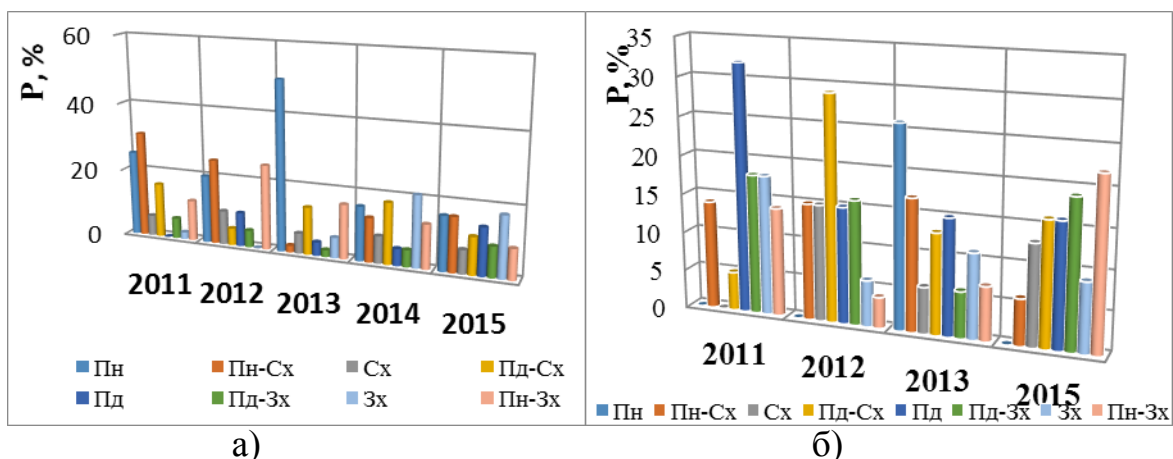 P, %
60
40
20
0
2011 2012 2013 2014 2015
Пн Пн-Сх Сх Пд-Сх
Пд Пд-Зх Зх Пн-Зх
а)
P, %
35
30
25
20
15
10
5
0
2011 2012 2013 2015
Пн Пн-Сх Сх Пд-Сх Пд Пд-Зх Зх Пн-Зх
б)